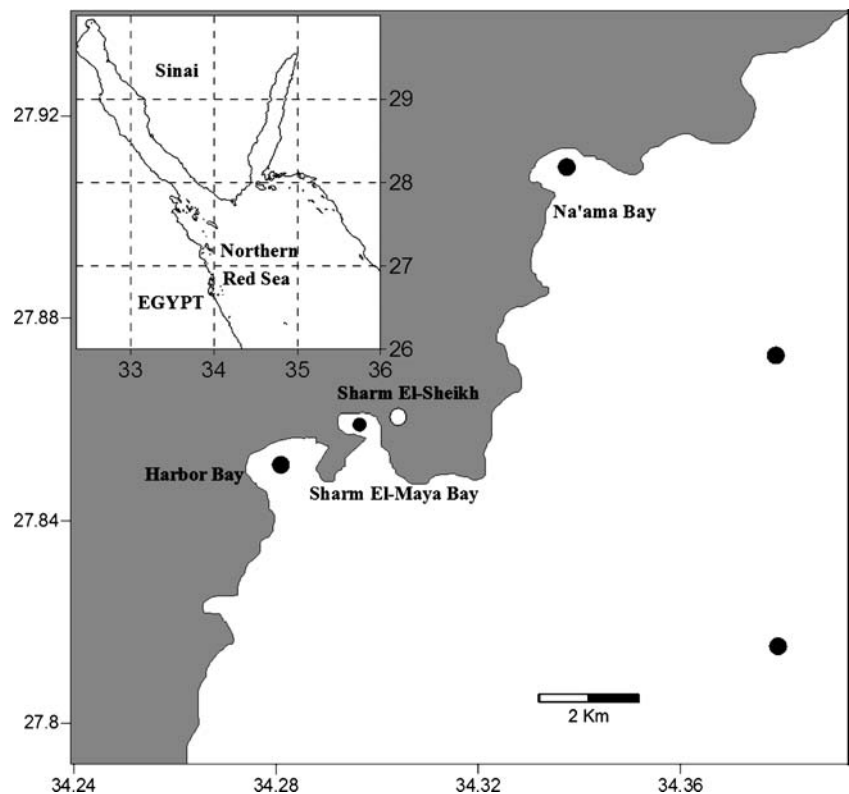 Sinai
29
28
Northern
27
Red Sea
EGYPT
26
33
34
35
36
27.92
27.88
27.84
27.8
Na'ama Bay
Sharm El-Sheikh
Harbor Bay
Sharm El-Maya Bay
2 Km
34.24
34.28
34.32
34.36